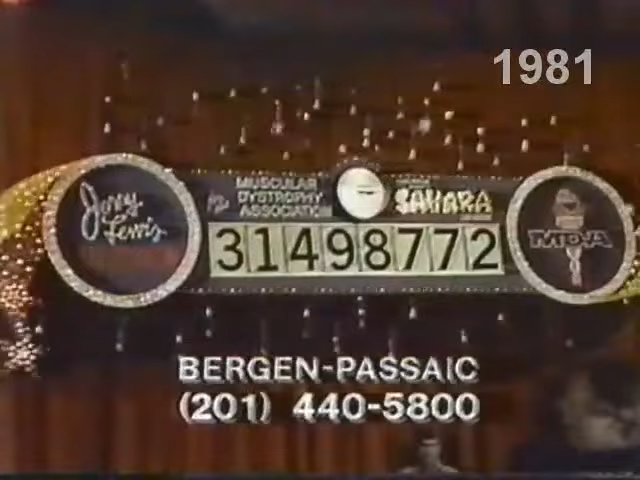 1981
Jerry
Lewis
MUSCULAR
DYSTROPHY
ASSOCIATION
SAHARA
31498772
MDA
BERGEN-PASSAIC
(201) 440-5800